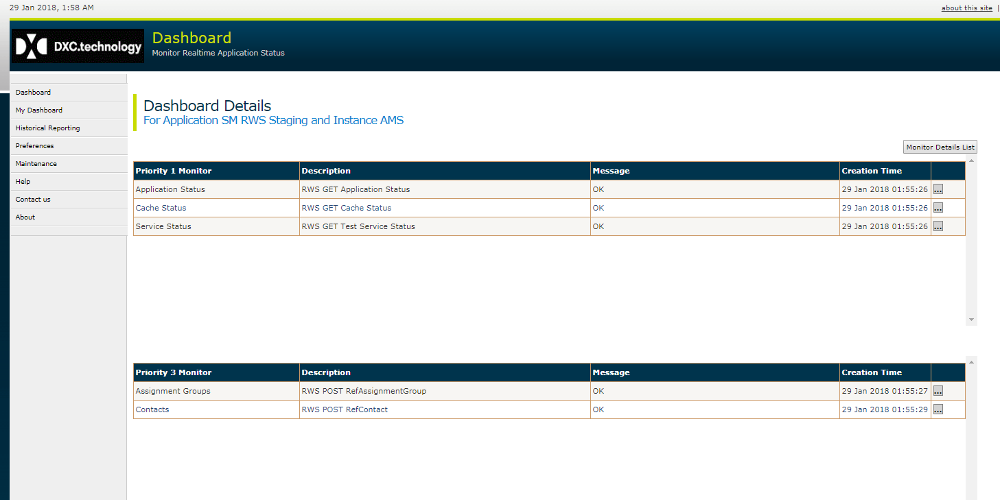 29 Jan 2018, 1:58 AM
about this site |
DXC.technology
Dashboard
Monitor Realtime Application Status
Dashboard
My Dashboard
Historical Reporting
Preferences
Maintenance
Help
Contact us
About
Dashboard Details
For Application SM RWS Staging and Instance AMS
Monitor Details List
Priority 1 Monitor Description Message Creation Time
Application Status RWS GET Application Status OK 29 Jan 2018 01:55:26 ...
Cache Status RWS GET Cache Status OK 29 Jan 2018 01:55:26 ...
Service Status RWS GET Test Service Status OK 29 Jan 2018 01:55:26 ...
Priority 3 Monitor Description Message Creation Time
Assignment Groups RWS POST RefAssignmentGroup OK 29 Jan 2018 01:55:27 ...
Contacts RWS POST RefContact OK 29 Jan 2018 01:55:29 ...